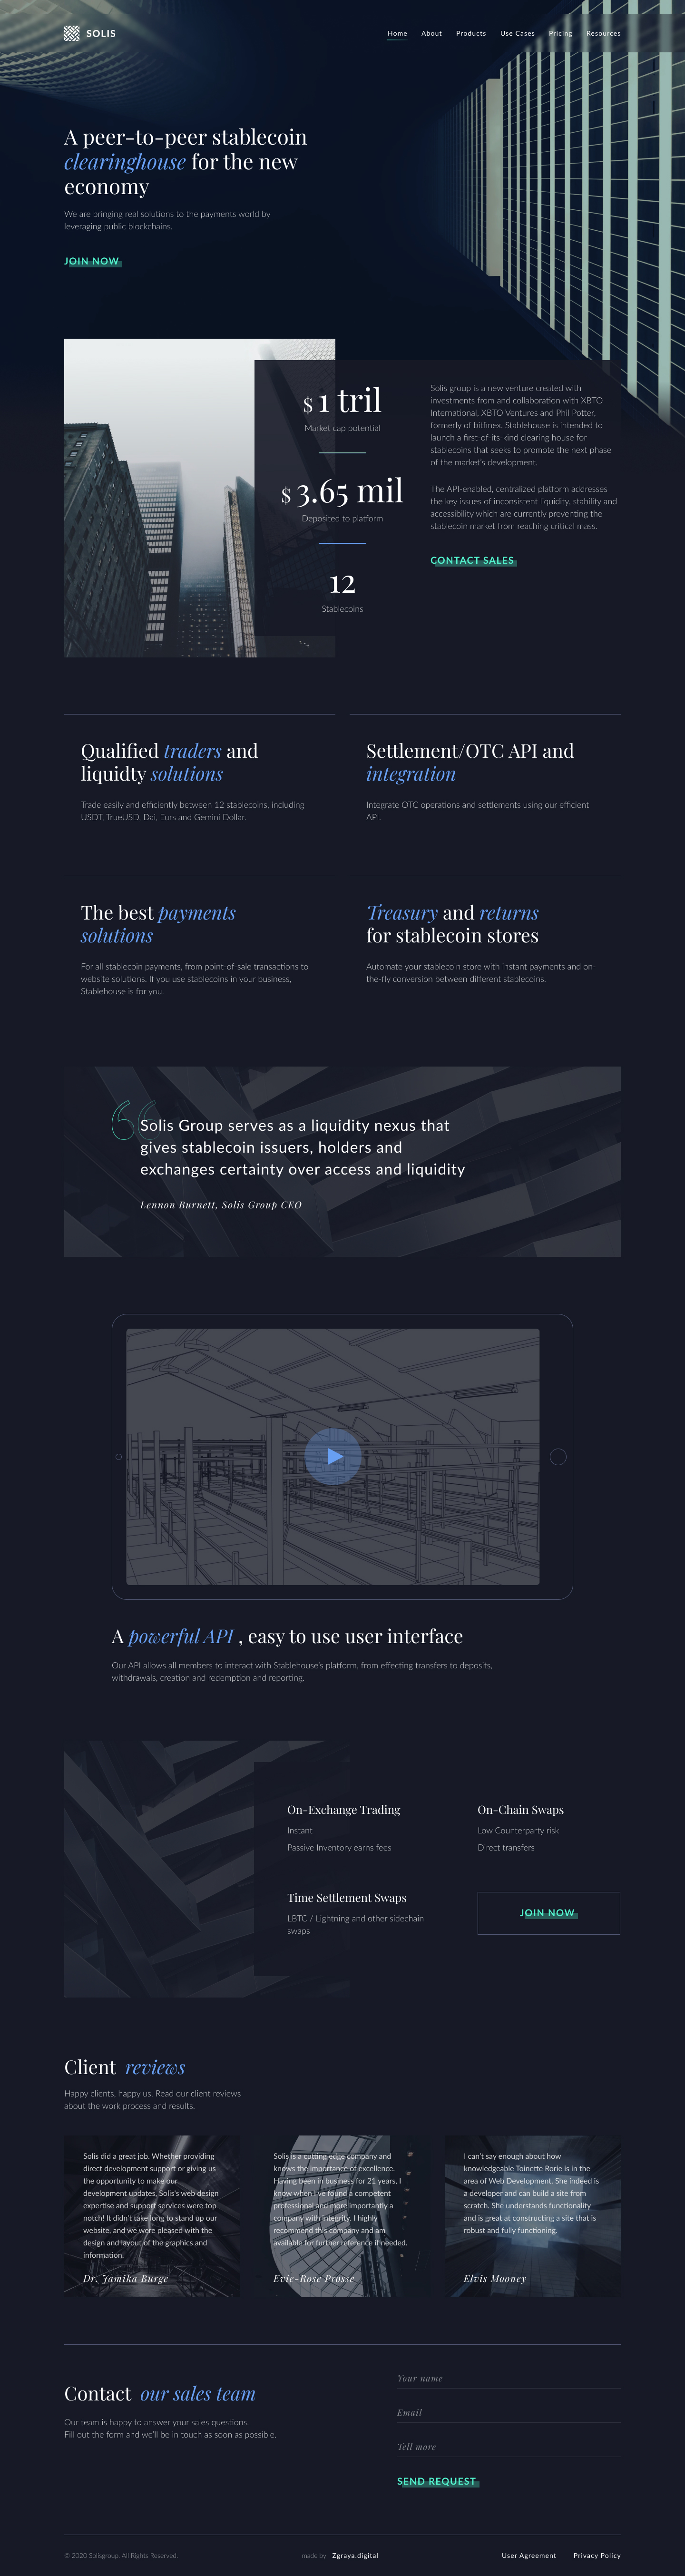 SOLIS
Home About Products Use Cases Pricing Resources
A peer-to-peer stablecoin
clearinghouse for the new
economy
We are bringing real solutions to the payments world by
leveraging public blockchains.
JOIN NOW
$ 1 tril
Market cap potential
$ 3.65 mil
Deposited to platform
12
Stablecoins
Solis group is a new venture created with
investments from and collaboration with XBTO
International, XBTO Ventures and Phil Potter,
formerly of bitfinex. Stablehouse is intended to
launch a first-of-its-kind clearing house for
stablecoins that seeks to promote the next phase
of the market's development.
The API-enabled, centralized platform addresses
the key issues of inconsistent liquidity, stability and
accessibility which are currently preventing the
stablecoin market from reaching critical mass.
CONTACT SALES
Qualified traders and
liquidty solutions
Trade easily and efficiently between 12 stablecoins, including
USDT, TrueUSD, Dai, Eurs and Gemini Dollar.
Settlement/OTC API and
integration
Integrate OTC operations and settlements using our efficient
API.
The best payments
solutions
For all stablecoin payments, from point-of-sale transactions to
website solutions. If you use stablecoins in your business,
Stablehouse is for you.
Treasury and returns
for stablecoin stores
Automate your stablecoin store with instant payments and on-
the-fly conversion between different stablecoins.
“
Solis Group serves as a liquidity nexus that
gives stablecoin issuers, holders and
exchanges certainty over access and liquidity
Lennon Burnett, Solis Group CEO
A powerful API , easy to use user interface
Our API allows all members to interact with Stablehouse's platform, from effecting transfers to deposits,
withdrawals, creation and redemption and reporting.
On-Exchange Trading
Instant
Passive Inventory earns fees
On-Chain Swaps
Low Counterparty risk
Direct transfers
Time Settlement Swaps
LBTC / Lightning and other sidechain
swaps
JOIN NOW
Client reviews
Happy clients, happy us. Read our client reviews
about the work process and results.
Solis did a great job. Whether providing
direct development support or giving us
the opportunity to make our
development updates, Solis's web design
expertise and support services were top
notch! It didn't take long to stand up our
website, and we were pleased with the
design and layout of the graphics and
information.
Dr. Jamika Burge
Solis is a cutting edge company and
knows the importance of excellence.
Having been in business for 21 years, I
know when I've found a competent
professional and more importantly a
company with integrity. I highly
recommend this company and am
available for further reference if needed.
Evie-Rose Prosse
I can't say enough about how
knowledgeable Toinette Rorie is in the
area of Web Development. She indeed is
a developer and can build a site from
scratch. She understands functionality
and is great at constructing a site that is
robust and fully functioning.
Elvis Mooney
Contact our sales team
Our team is happy to answer your sales questions.
Fill out the form and we'll be in touch as soon as possible.
Your name
Email
Tell more
SEND REQUEST
© 2020 Solisgroup. All Rights Reserved.
made by Zgraya.digital
User Agreement Privacy Policy